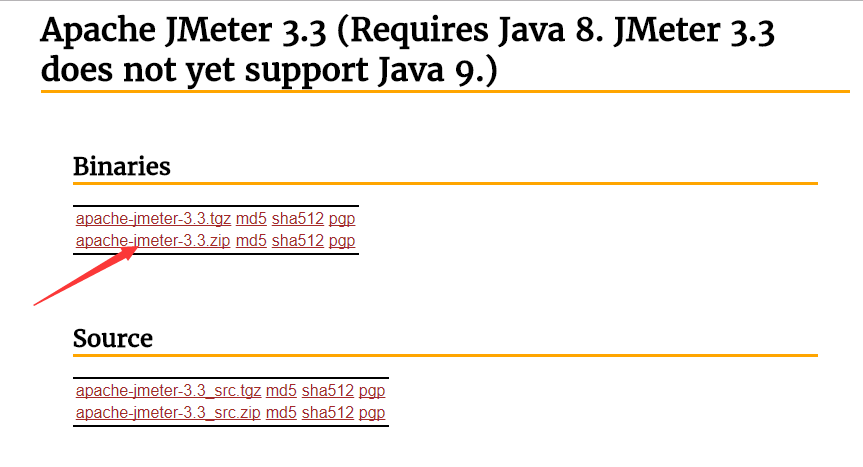 Apache JMeter 3.3 (Requires Java 8. JMeter 3.3
does not yet support Java 9.)
Binaries
apache-jmeter-3.3.tgz md5 sha512 pgp
apache-jmeter-3.3.zip md5 sha512 pgp
Source
apache-jmeter-3.3_src.tgz md5 sha512 pgp
apache-jmeter-3.3_src.zip md5 sha512 pgp